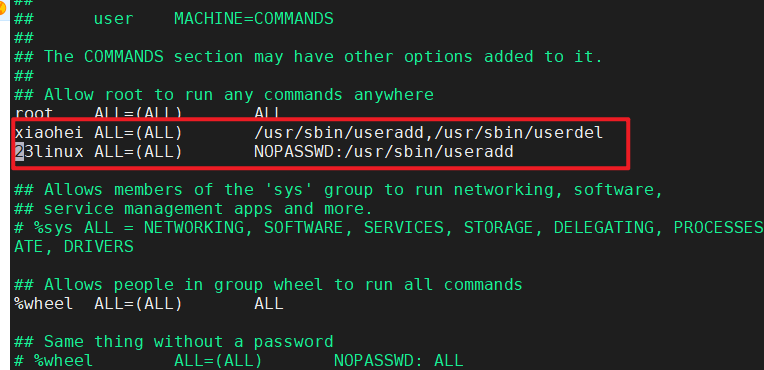 ##
##      user    MACHINE=COMMANDS
##
## The COMMANDS section may have other options added to it.
##
## Allow root to run any commands anywhere
root    ALL=(ALL)       ALL
xiaohei ALL=(ALL)       /usr/sbin/useradd,/usr/sbin/userdel
23linux ALL=(ALL)       NOPASSWD:/usr/sbin/useradd
## Allows members of the 'sys' group to run networking, software,
## service management apps and more.
# %sys ALL = NETWORKING, SOFTWARE, SERVICES, STORAGE, DELEGATING, PROCESSES
ATE, DRIVERS
## Allows people in group wheel to run all commands
%wheel  ALL=(ALL)       ALL
## Same thing without a password
# %wheel        ALL=(ALL)       NOPASSWD: ALL